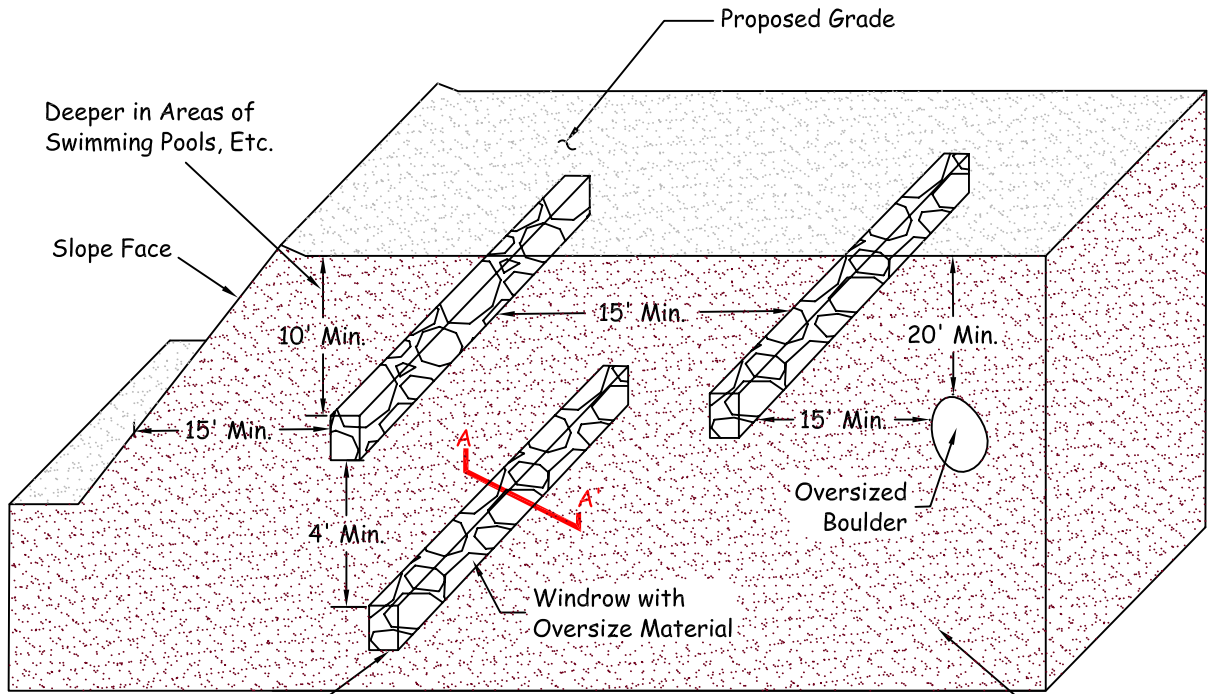 Proposed Grade
Deeper in Areas of
Swimming Pools, Etc.
Slope Face
10' Min.
15' Min.
20' Min.
15' Min.
15' Min.
A
A'
4' Min.
Oversized
Boulder
Windrow with
Oversize Material